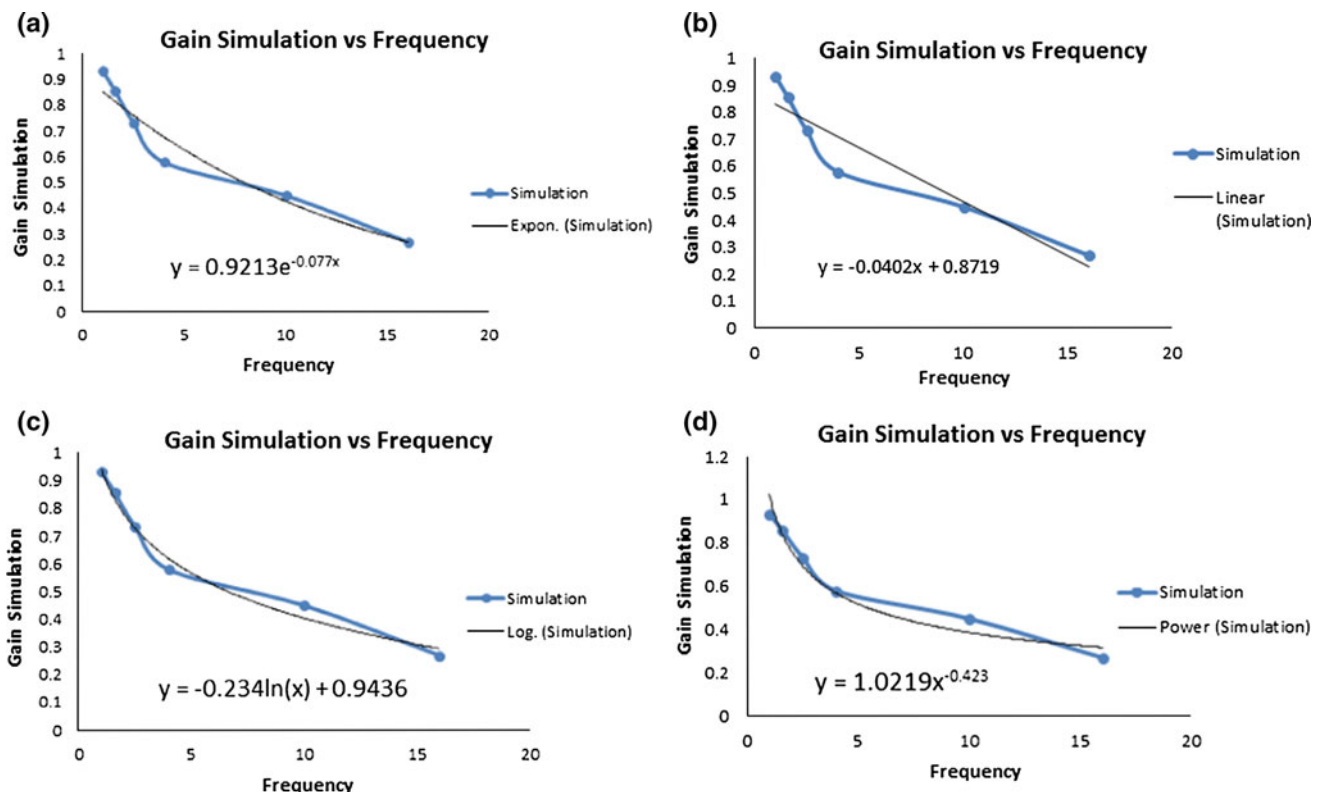 (a)
Gain Simulation vs Frequency
1
0.9
0.8
0.7
0.6
0.5
0.4
0.3
0.2
0.1
0
Gain Simulation
0 5 10 15 20
Frequency
Simulation
Expon. (Simulation)
y = 0.9213e^-0.077x
(b)
Gain Simulation vs Frequency
1
0.9
0.8
0.7
0.6
0.5
0.4
0.3
0.2
0.1
0
Gain Simulation
0 5 10 15 20
Frequency
Simulation
Linear
(Simulation)
y = -0.0402x + 0.8719
(c)
Gain Simulation vs Frequency
1
0.9
0.8
0.7
0.6
0.5
0.4
0.3
0.2
0.1
0
Gain Simulation
0 5 10 15 20
Frequency
Simulation
Log. (Simulation)
y = -0.234ln(x) + 0.9436
(d)
Gain Simulation vs Frequency
1.2
1
0.8
0.6
0.4
0.2
0
Gain Simulation
0 5 10 15 20
Frequency
Simulation
Power (Simulation)
y = 1.0219x^-0.423